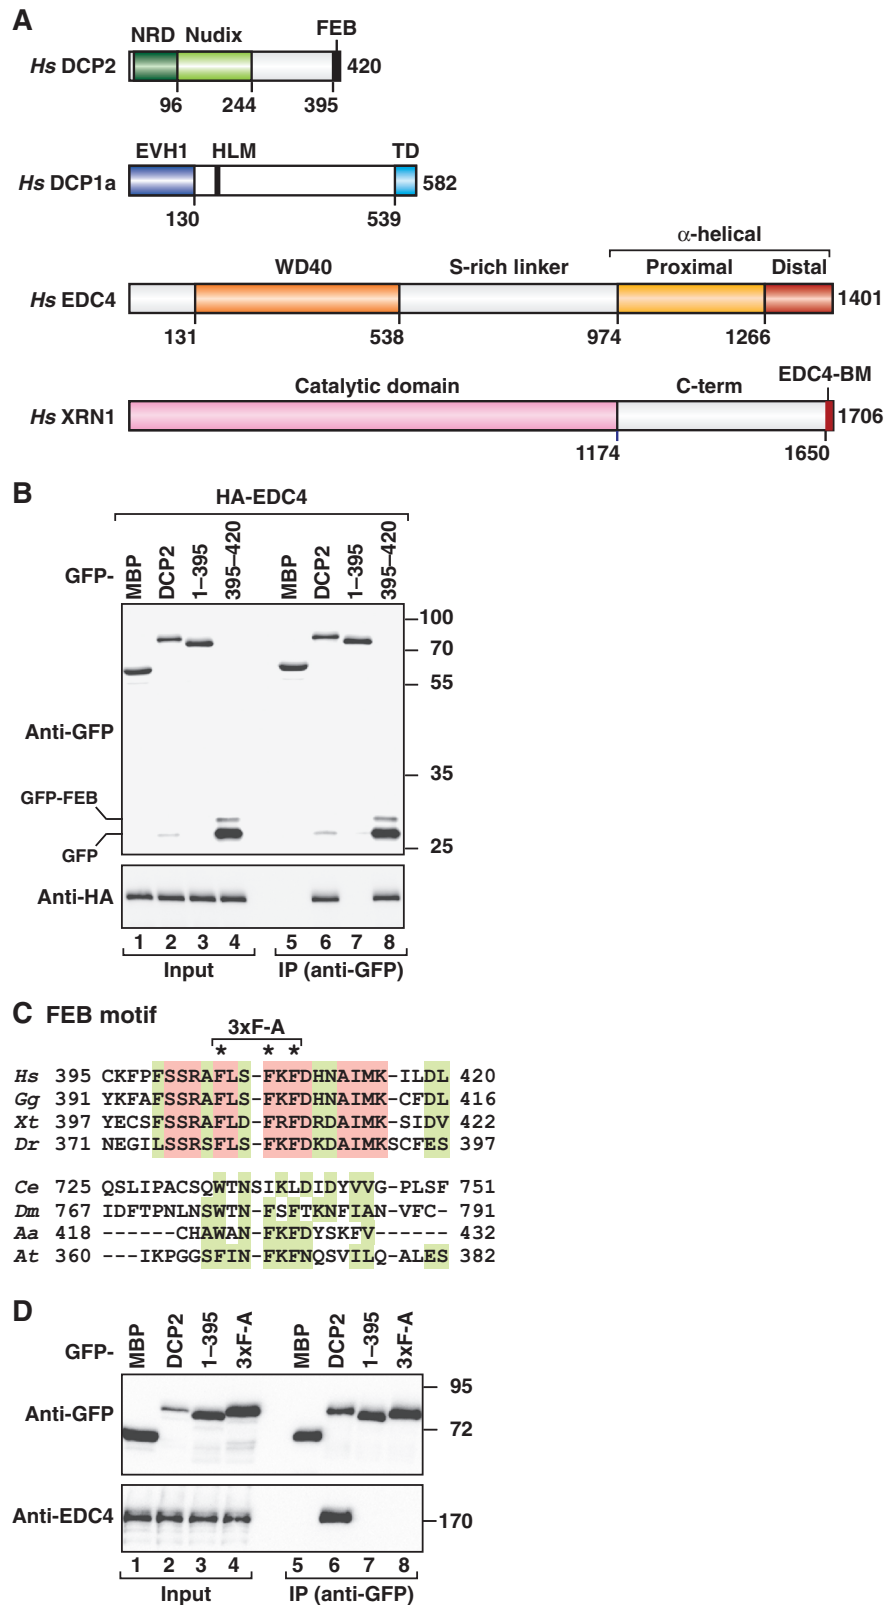 A
NRD Nudix FEB
Hs DCP2 420
96 244 395
EVH1 HLM TD
Hs DCP1a 582
130 539
α-helical
WD40 S-rich linker Proximal Distal
Hs EDC4 1401
131 538 974 1266
EDC4-BM
Catalytic domain C-term
Hs XRN1 1706
1174 1650
B
HA-EDC4
GFP- MBP DCP2 1–395 395–420 MBP DCP2 1–395 395–420
100
70
55
Anti-GFP
35
GFP-FEB
GFP
25
Anti-HA
1 2 3 4 5 6 7 8
Input IP (anti-GFP)
C FEB motif
3xF-A
* * *
Hs 395 CKFPFSSRAFLS-FKFDHNAIMK-ILDL 420
Gg 391 YKFAFSSRAFLS-FKFDHNAIMK-CFDL 416
Xt 397 YECSFSSRAFLD-FRFDRDAIMK-SIDV 422
Dr 371 NEGILSSRSFLS-FKFDKDAIMKSCFES 397
Ce 725 QSLIPACSQWTNSIKLDIDYVVG-PLSF 751
Dm 767 IDFTPNLNSWTN-FSFTKNFIAN-VFC- 791
Aa 418 ------CHAWAN-FKFDYSKFV------ 432
At 360 ---IKPGGSFIN-FKFNQSVILQ-ALES 382
D
GFP- MBP DCP2 1–395 3xF-A MBP DCP2 1–395 3xF-A
95
Anti-GFP
72
Anti-EDC4 170
1 2 3 4 5 6 7 8
Input IP (anti-GFP)